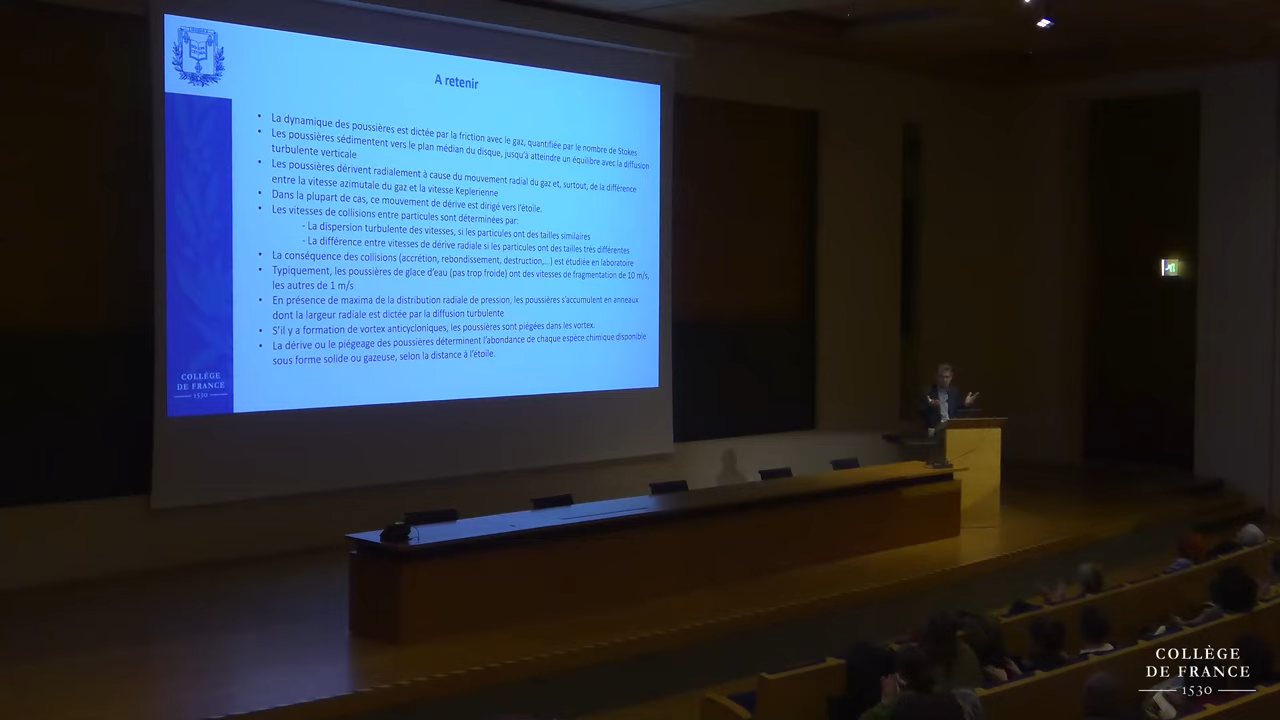 A retenir
• La dynamique des poussières est dictée par la friction avec le gaz, quantifiée par le nombre de Stokes
• Les poussières sédimentent vers le plan médian du disque, jusqu'à atteindre un équilibre avec la diffusion
turbulente verticale
• Les poussières dérivent radialement à cause du mouvement radial du gaz et, surtout, de la différence
entre la vitesse azimutale du gaz et la vitesse Keplerienne
• Dans la plupart de cas, ce mouvement de dérive est dirigé vers l'étoile.
• Les vitesses de collisions entre particules sont déterminées par:
- La dispersion turbulente des vitesses, si les particules ont des tailles similaires
- La différence entre vitesses de dérive radiale si les particules ont des tailles très différentes
• La conséquence des collisions (accrétion, rebondissement, destruction,...) est étudiée en laboratoire
• Typiquement, les poussières de glace d'eau (pas trop froide) ont des vitesses de fragmentation de 10 m/s,
les autres de 1 m/s
• En présence de maxima de la distribution radiale de pression, les poussières s'accumulent en anneaux
dont la largeur radiale est dictée par la diffusion turbulente
• S'il y a formation de vortex anticycloniques, les poussières sont piégées dans les vortex.
• La dérive ou le piégeage des poussières déterminent l'abondance de chaque espèce chimique disponible
sous forme solide ou gazeuse, selon la distance à l'étoile.
COLLÈGE
DE FRANCE
1530
COLLÈGE
DE FRANCE
1530